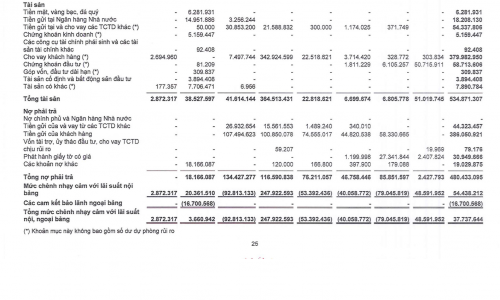 Tài sản
Tiền mặt, vàng bạc, đá quý - 6.281.931 - - - - - - 6.281.931
Tiền gửi tại Ngân hàng Nhà nước - 14.951.886 3.256.244 - - - - - 18.208.130
Tiền gửi tại và cho vay các TCTD khác (*) - 50.000 30.853.200 21.588.832 300.000 1.174.025 371.749 - 54.337.806
Chứng khoán kinh doanh (*) - 5.159.447 - - - - - - 5.159.447
Các công cụ tài chính phái sinh và các tài
sản tài chính khác - 92.408 - - - - - - 92.408
Cho vay khách hàng (*) 2.694.960 - 7.497.744 342.924.599 22.518.621 3.714.420 328.772 303.834 379.982.950
Chứng khoán đầu tư (*) - 81.209 - - - 1.811.229 6.105.257 50.715.911 58.713.606
Góp vốn, đầu tư dài hạn (*) - 309.837 - - - - - - 309.837
Tài sản cố định và bất động sản đầu tư - 3.894.408 - - - - - - 3.894.408
Tài sản có khác (*) 177.357 7.706.471 6.956 - - - - - 7.890.784
Tổng tài sản 2.872.317 38.527.597 41.614.144 364.513.431 22.818.621 6.699.674 6.805.778 51.019.745 534.871.307
Nợ phải trả
Nợ chính phủ và Ngân hàng Nhà nước - - - - - - - - -
Tiền gửi của và vay từ các TCTD khác - - 26.932.654 15.561.553 1.489.240 340.010 - - 44.323.457
Tiền gửi của khách hàng - - 107.494.623 100.850.078 74.555.017 44.820.538 58.330.665 - 386.050.921
Vốn tài trợ, ủy thác đầu tư, cho vay TCTD
chịu rủi ro - - - 59.207 - - - 19.969 79.176
Phát hành giấy tờ có giá - - - - - 1.199.998 27.341.844 2.407.824 30.949.666
Các khoản nợ khác - 18.166.087 - 120.000 166.800 397.900 179.088 - 19.029.875
Tổng nợ phải trả - 18.166.087 134.427.277 116.590.838 76.211.057 46.758.446 85.851.597 2.427.793 480.433.095
Mức chênh nhạy cảm với lãi suất nội
bảng 2.872.317 20.361.510 (92.813.133) 247.922.593 (53.392.436) (40.058.772) (79.045.819) 48.591.952 54.438.212
Các cam kết bảo lãnh ngoại bảng - (16.700.568) - - - - - - (16.700.568)
Tổng mức chênh nhạy cảm với lãi
suất nội, ngoại bảng 2.872.317 3.660.942 (92.813.133) 247.922.593 (53.392.436) (40.058.772) (79.045.819) 48.591.952 37.737.644
(*) Khoản mục này không bao gồm số dư dự phòng rủi ro
25